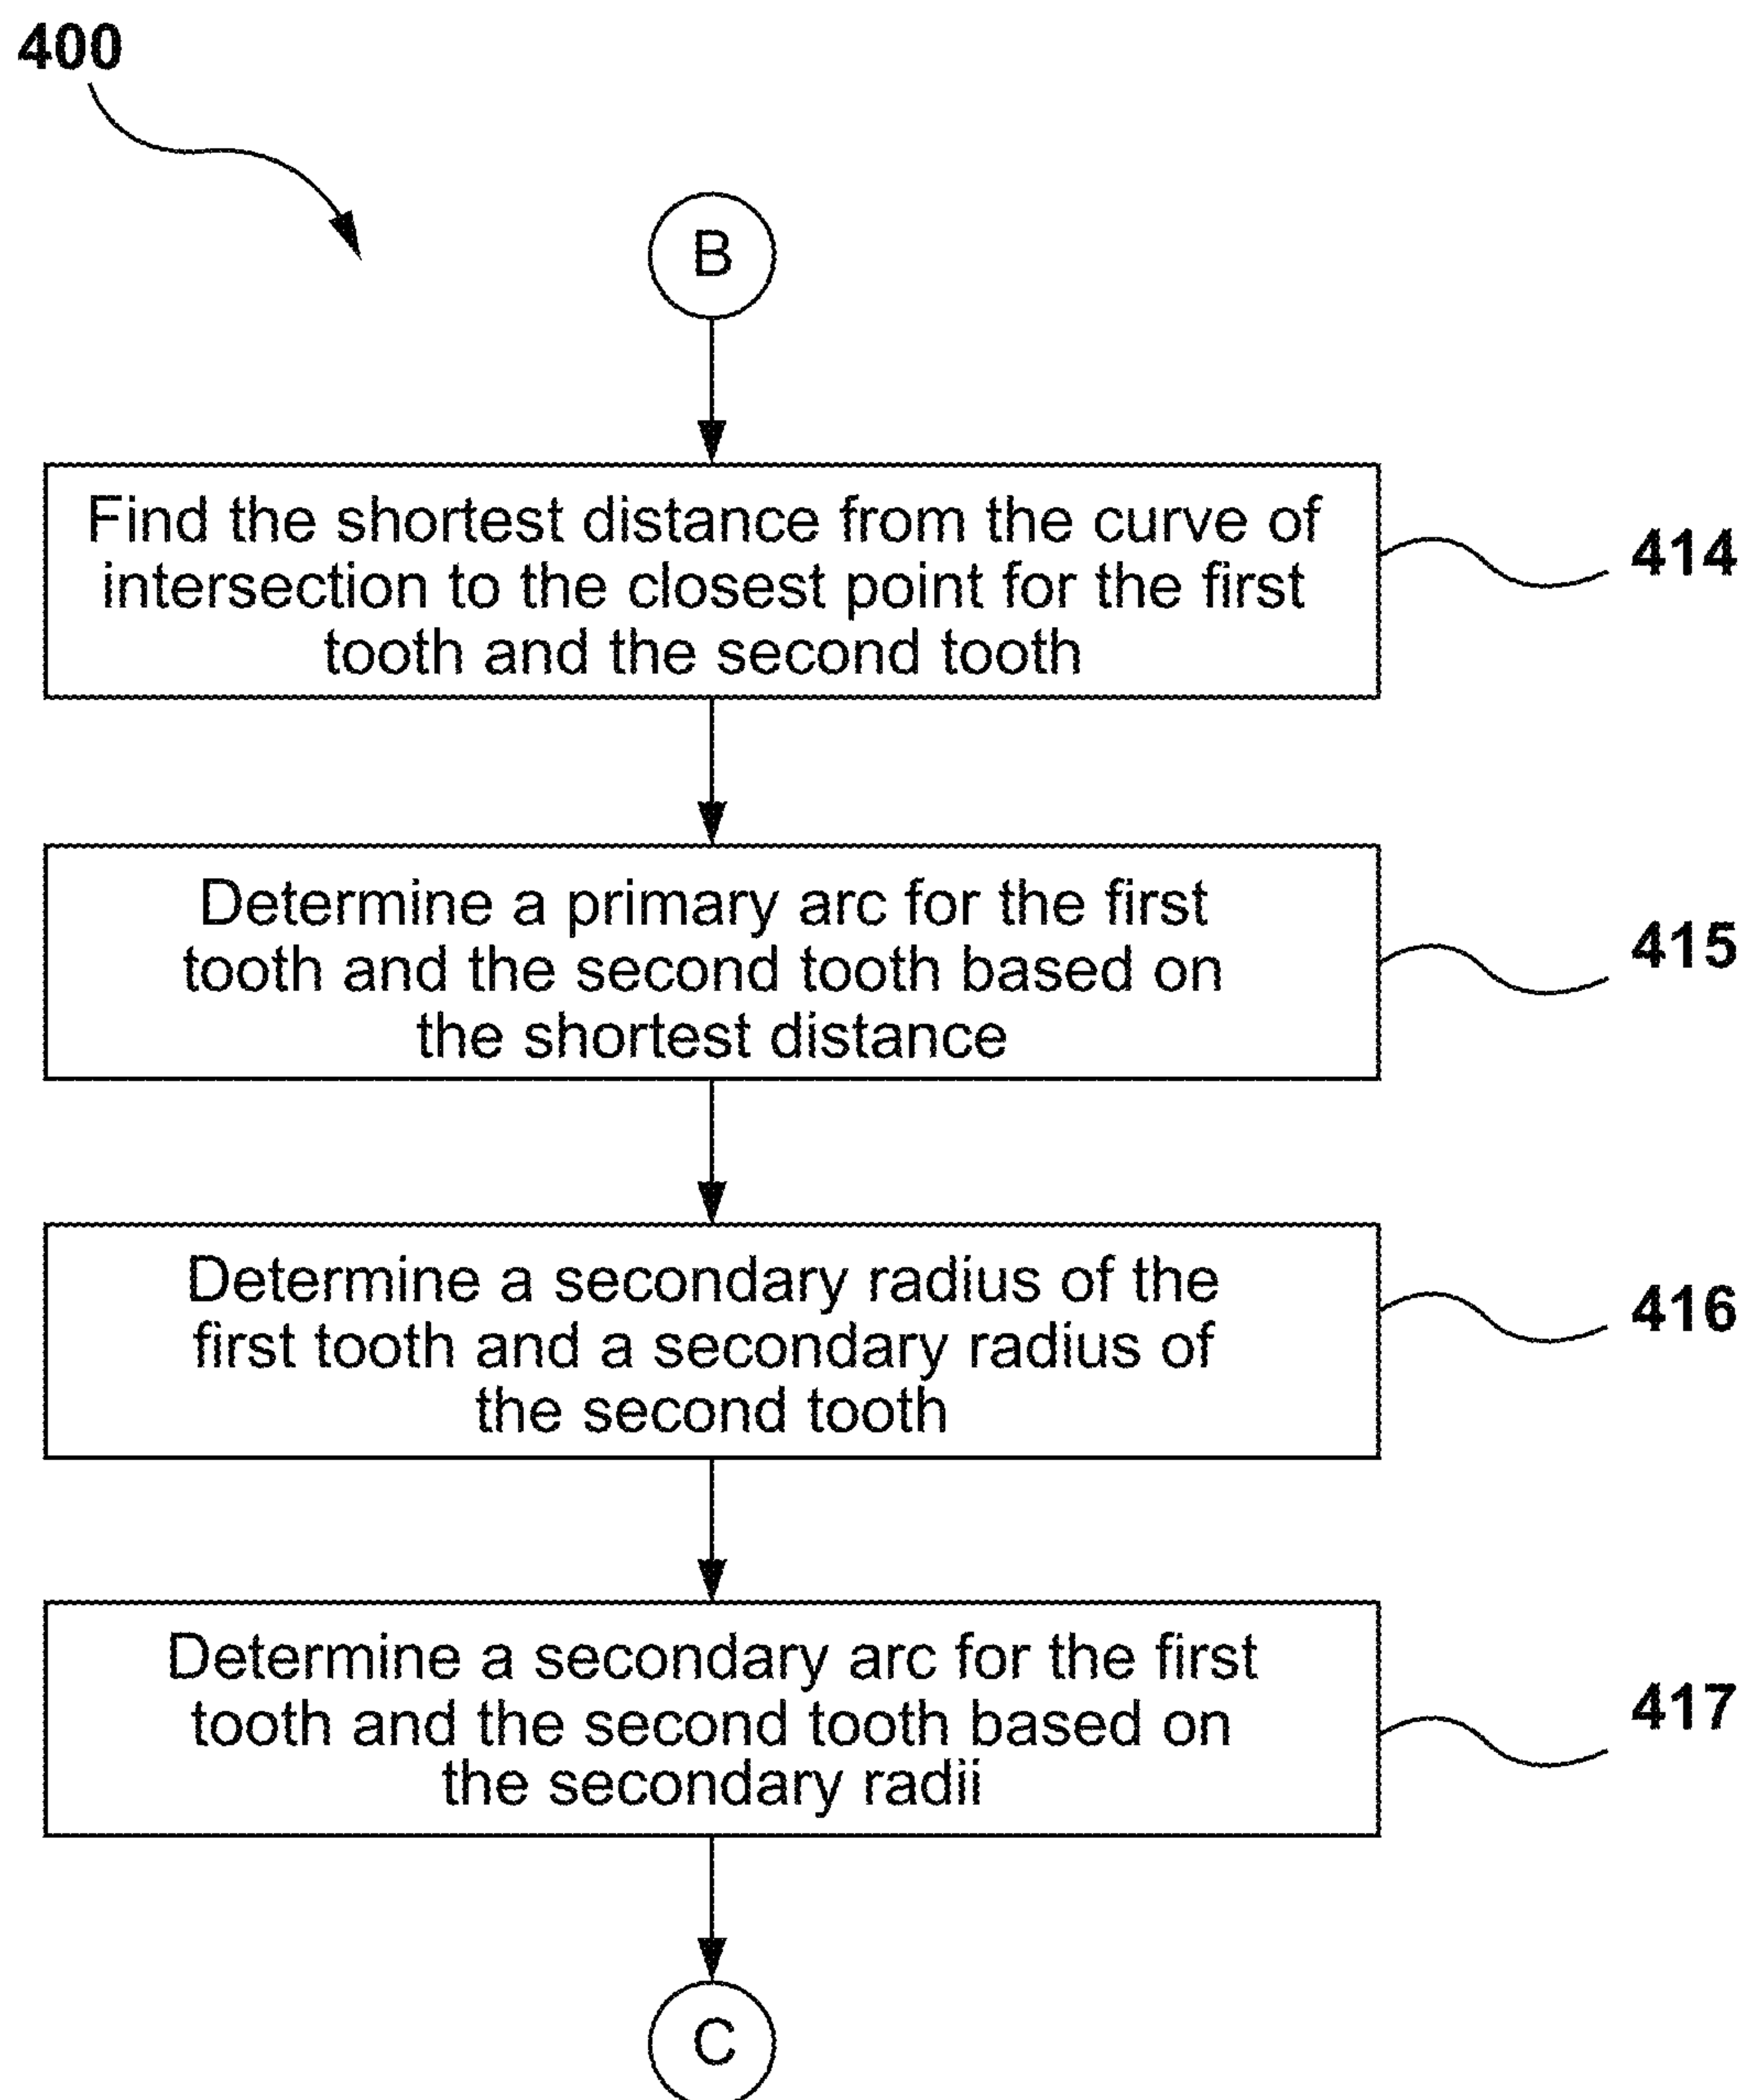 400
B
Find the shortest distance from the curve of
intersection to the closest point for the first
tooth and the second tooth
414
Determine a primary arc for the first
tooth and the second tooth based on
the shortest distance
415
Determine a secondary radius of the
first tooth and a secondary radius of
the second tooth
416
Determine a secondary arc for the first
tooth and the second tooth based on
the secondary radii
417
C